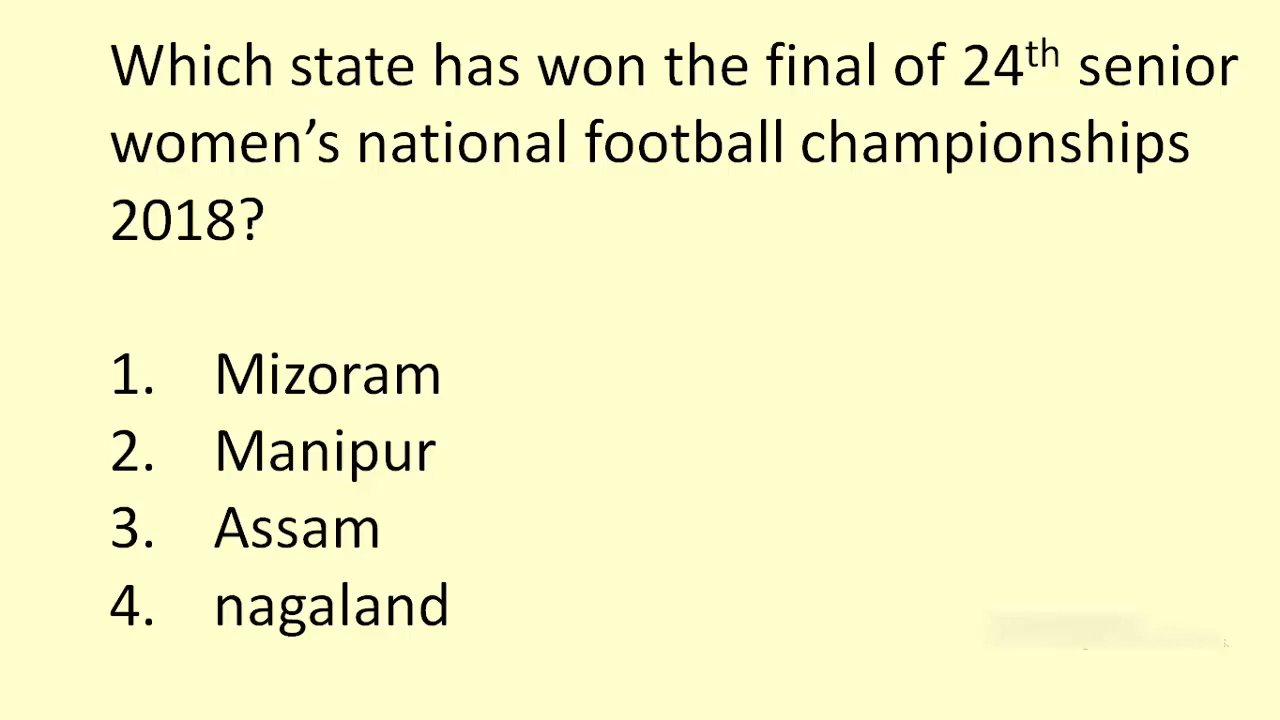 Which state has won the final of 24th senior
women’s national football championships
2018?
1. Mizoram
2. Manipur
3. Assam
4. nagaland